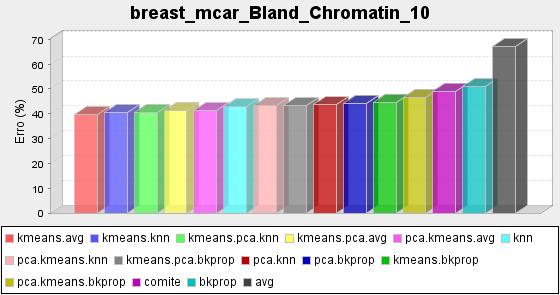 breast_mcar_Bland_Chromatin_10
Erro (%)
70
60
50
40
30
20
10
0
kmeans.avg kmeans.knn kmeans.pca.knn kmeans.pca.avg pca.kmeans.avg knn
pca.kmeans.knn kmeans.pca.bkprop pca.knn pca.bkprop kmeans.bkprop
pca.kmeans.bkprop comite bkprop avg